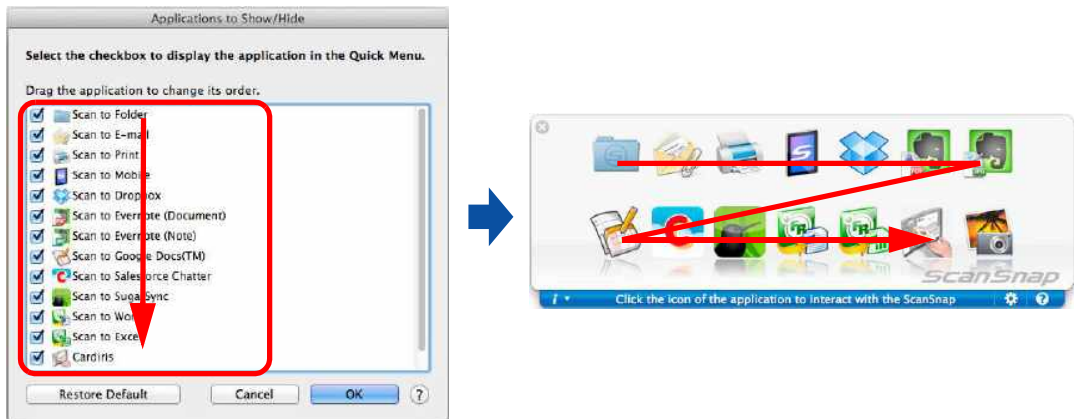 Applications to Show/Hide
Select the checkbox to display the application in the Quick Menu.
Drag the application to change its order.
Scan to Folder
Scan to E-mail
Scan to Print
Scan to Mobile
Scan to Dropbox
Scan to Evernote (Document)
Scan to Evernote (Note)
Scan to Google Docs(TM)
Scan to Salesforce Chatter
Scan to SugarSync
Scan to Word
Scan to Excel
Cardiris
Restore Default
Cancel
OK
?
ScanSnap
i
Click the icon of the application to interact with the ScanSnap
?